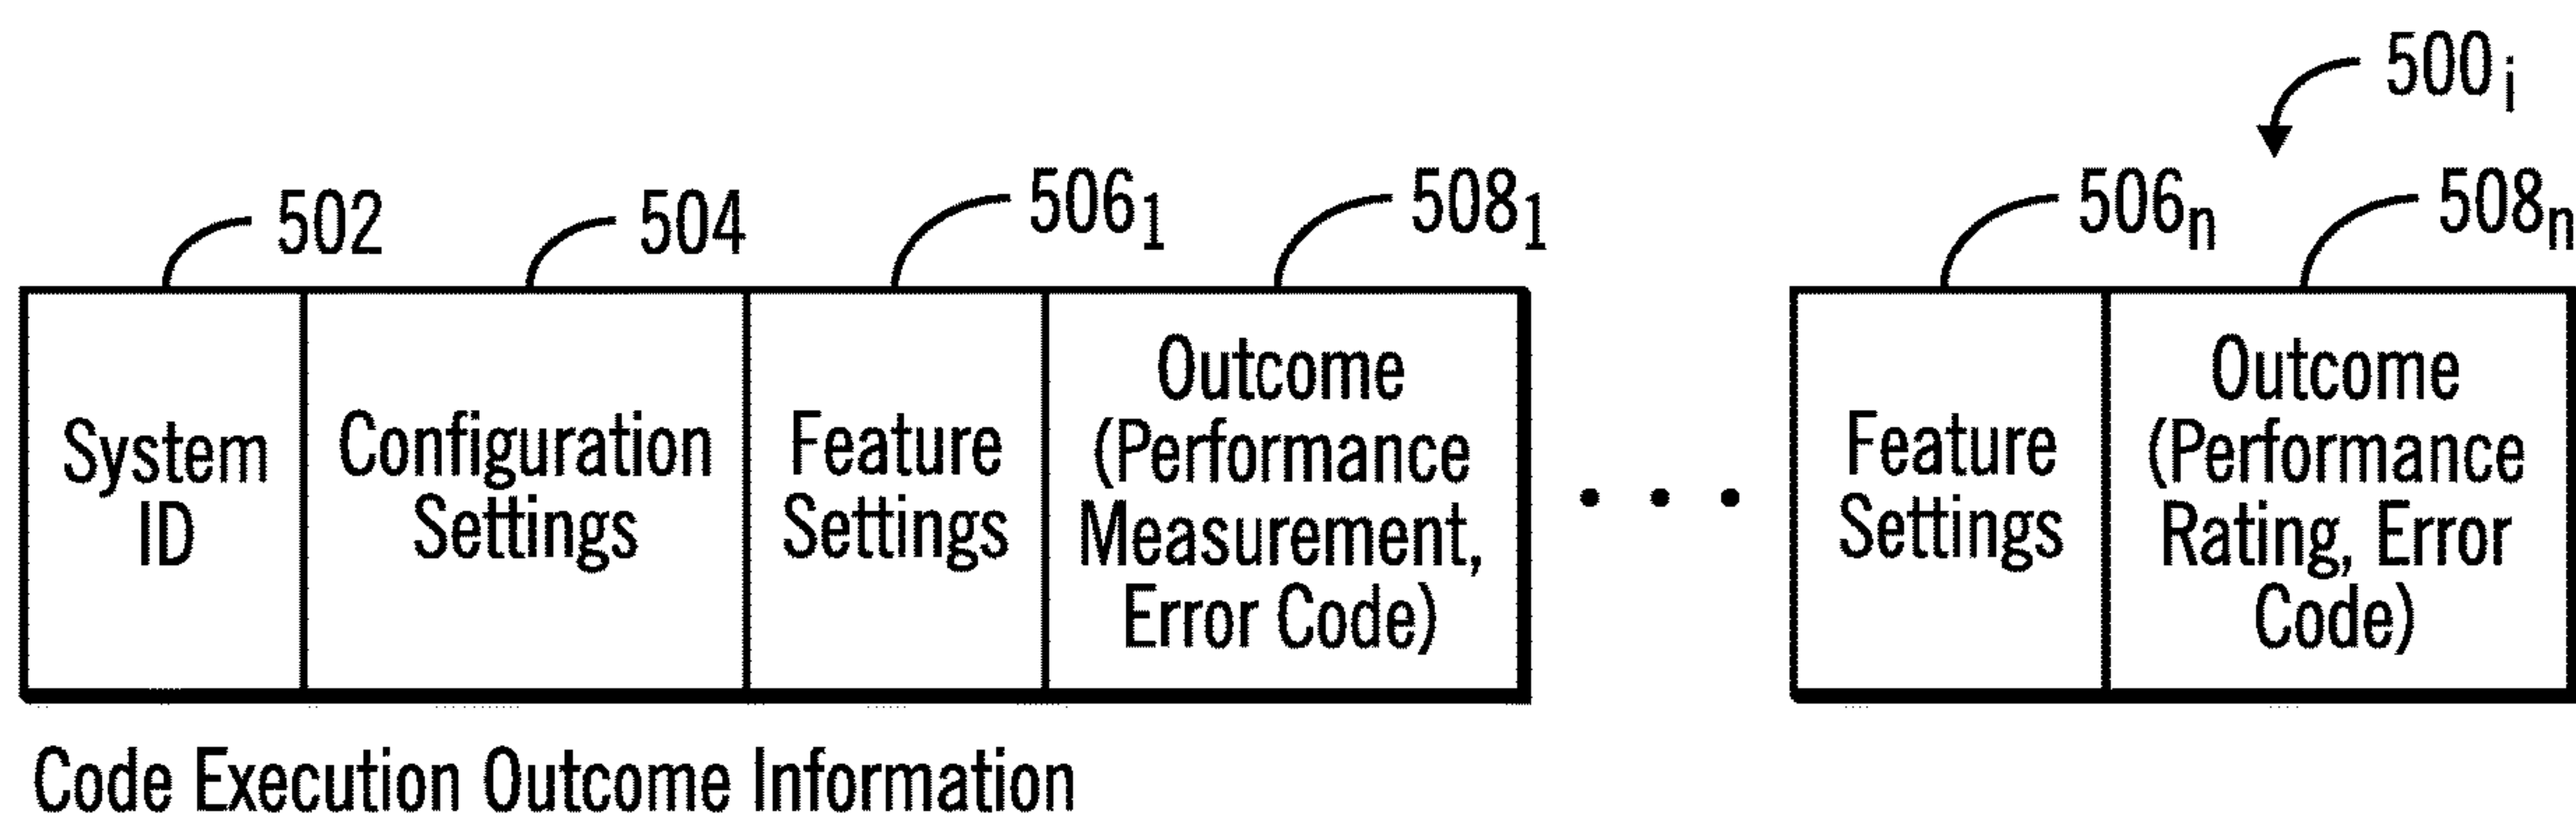 500i
502
504
506₁
508₁
506n
508n
System
ID
Configuration
Settings
Feature
Settings
Outcome
(Performance
Measurement,
Error Code)
. . .
Feature
Settings
Outcome
(Performance
Rating, Error
Code)
Code Execution Outcome Information